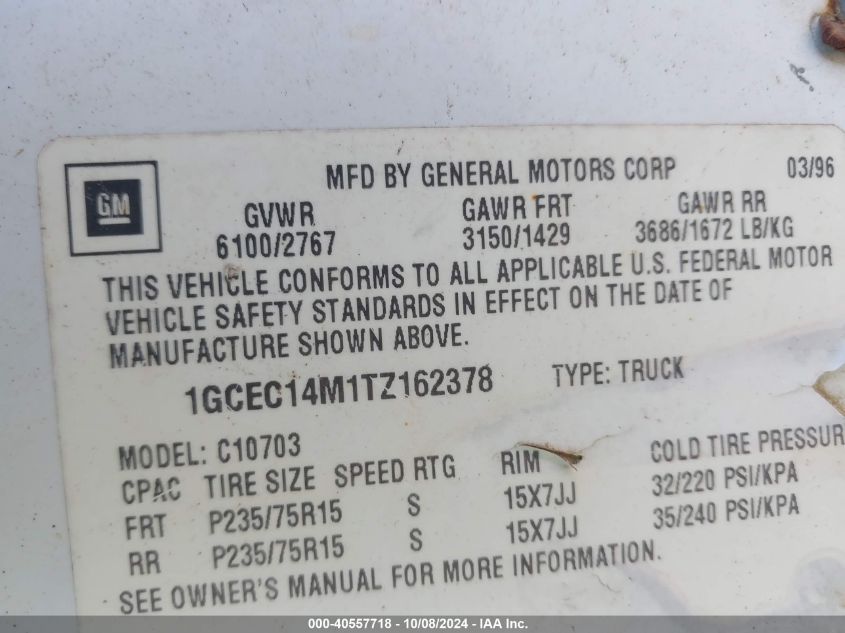 MFD BY GENERAL MOTORS CORP 03/96
GM
GVWR GAWR FRT GAWR RR
6100/2767 3150/1429 3686/1672 LB/KG
THIS VEHICLE CONFORMS TO ALL APPLICABLE U.S. FEDERAL MOTOR
VEHICLE SAFETY STANDARDS IN EFFECT ON THE DATE OF
MANUFACTURE SHOWN ABOVE.
1GCEC14M1TZ162378 TYPE: TRUCK
MODEL: C10703
CPAC TIRE SIZE SPEED RTG RIM COLD TIRE PRESSUR
FRT P235/75R15 S 15X7JJ 32/220 PSI/KPA
RR P235/75R15 S 15X7JJ 35/240 PSI/KPA
SEE OWNER'S MANUAL FOR MORE INFORMATION.
000-40557718 - 10/08/2024 - IAA Inc.